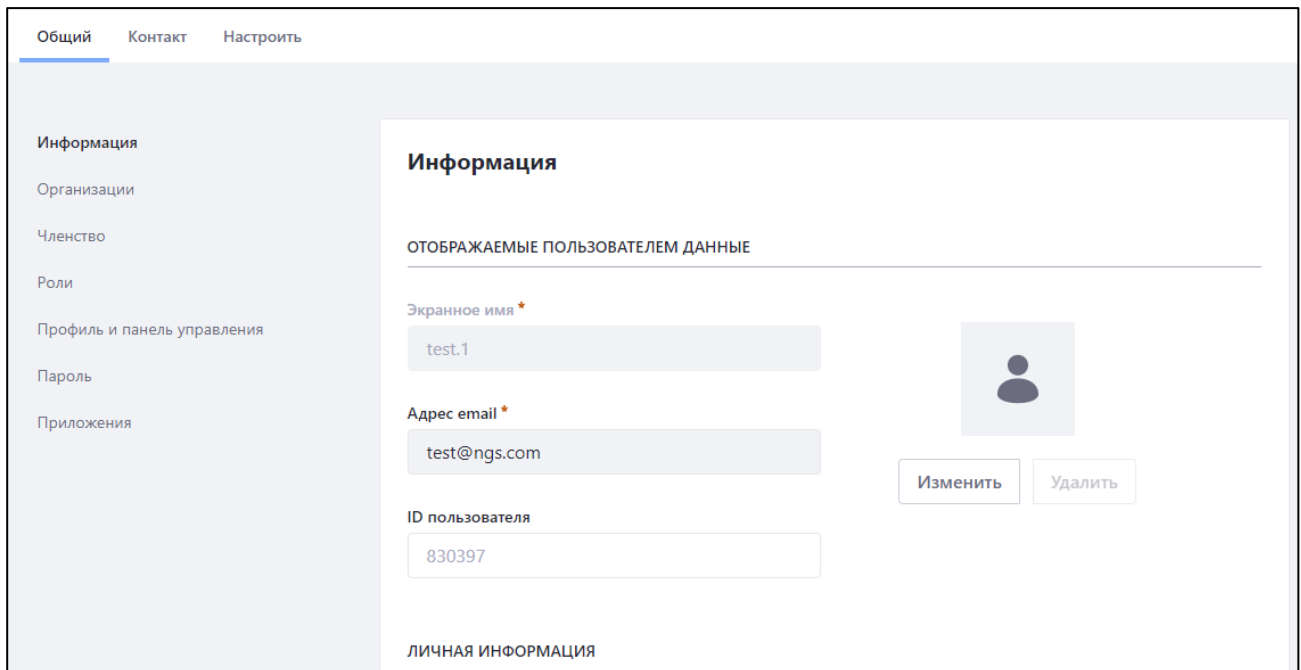 Общий Контакт Настроить
Информация
Организации
Членство
Роли
Профиль и панель управления
Пароль
Приложения
Информация
ОТОБРАЖАЕМЫЕ ПОЛЬЗОВАТЕЛЕМ ДАННЫЕ
Экранное имя *
test.1
Адрес email *
test@ngs.com
ID пользователя
830397
Изменить Удалить
ЛИЧНАЯ ИНФОРМАЦИЯ